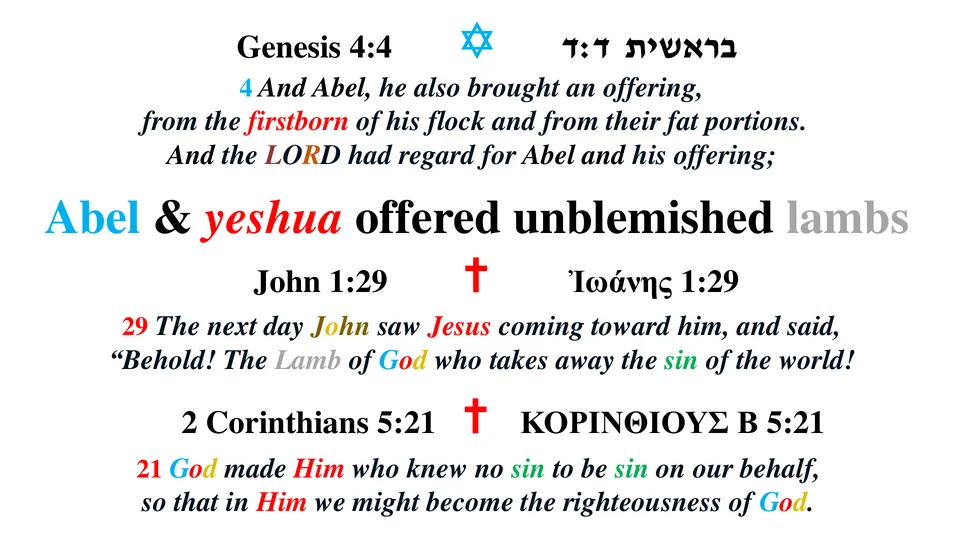 Genesis 4:4 ✡ בראשית ד:ד
4 And Abel, he also brought an offering,
from the firstborn of his flock and from their fat portions.
And the LORD had regard for Abel and his offering;
Abel & yeshua offered unblemished lambs
John 1:29 ✝ Ἰωάνης 1:29
29 The next day John saw Jesus coming toward him, and said,
“Behold! The Lamb of God who takes away the sin of the world!
2 Corinthians 5:21 ✝ ΚΟΡΙΝΘΙΟΥΣ Β 5:21
21 God made Him who knew no sin to be sin on our behalf,
so that in Him we might become the righteousness of God.